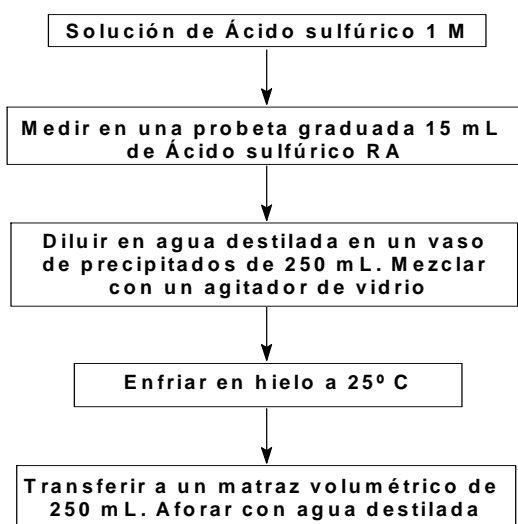 Solución de Ácido sulfúrico 1 M
Medir en una probeta graduada 15 mL
de Ácido sulfúrico RA
Diluir en agua destilada en un vaso
de precipitados de 250 mL. Mezclar
con un agitador de vidrio
Enfriar en hielo a 25º C
Transferir a un matraz volumétrico de
250 mL. Aforar con agua destilada